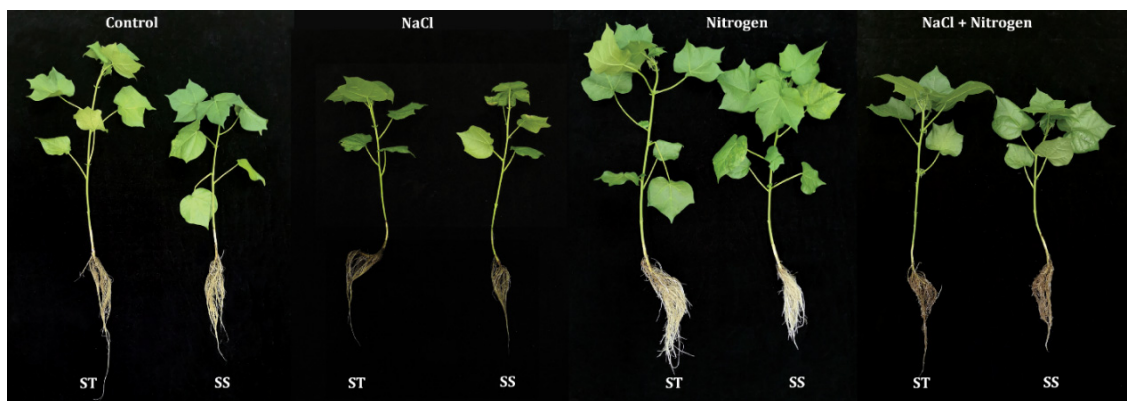 Control
NaCl
Nitrogen
NaCl + Nitrogen
ST
SS
ST
SS
ST
SS
ST
SS